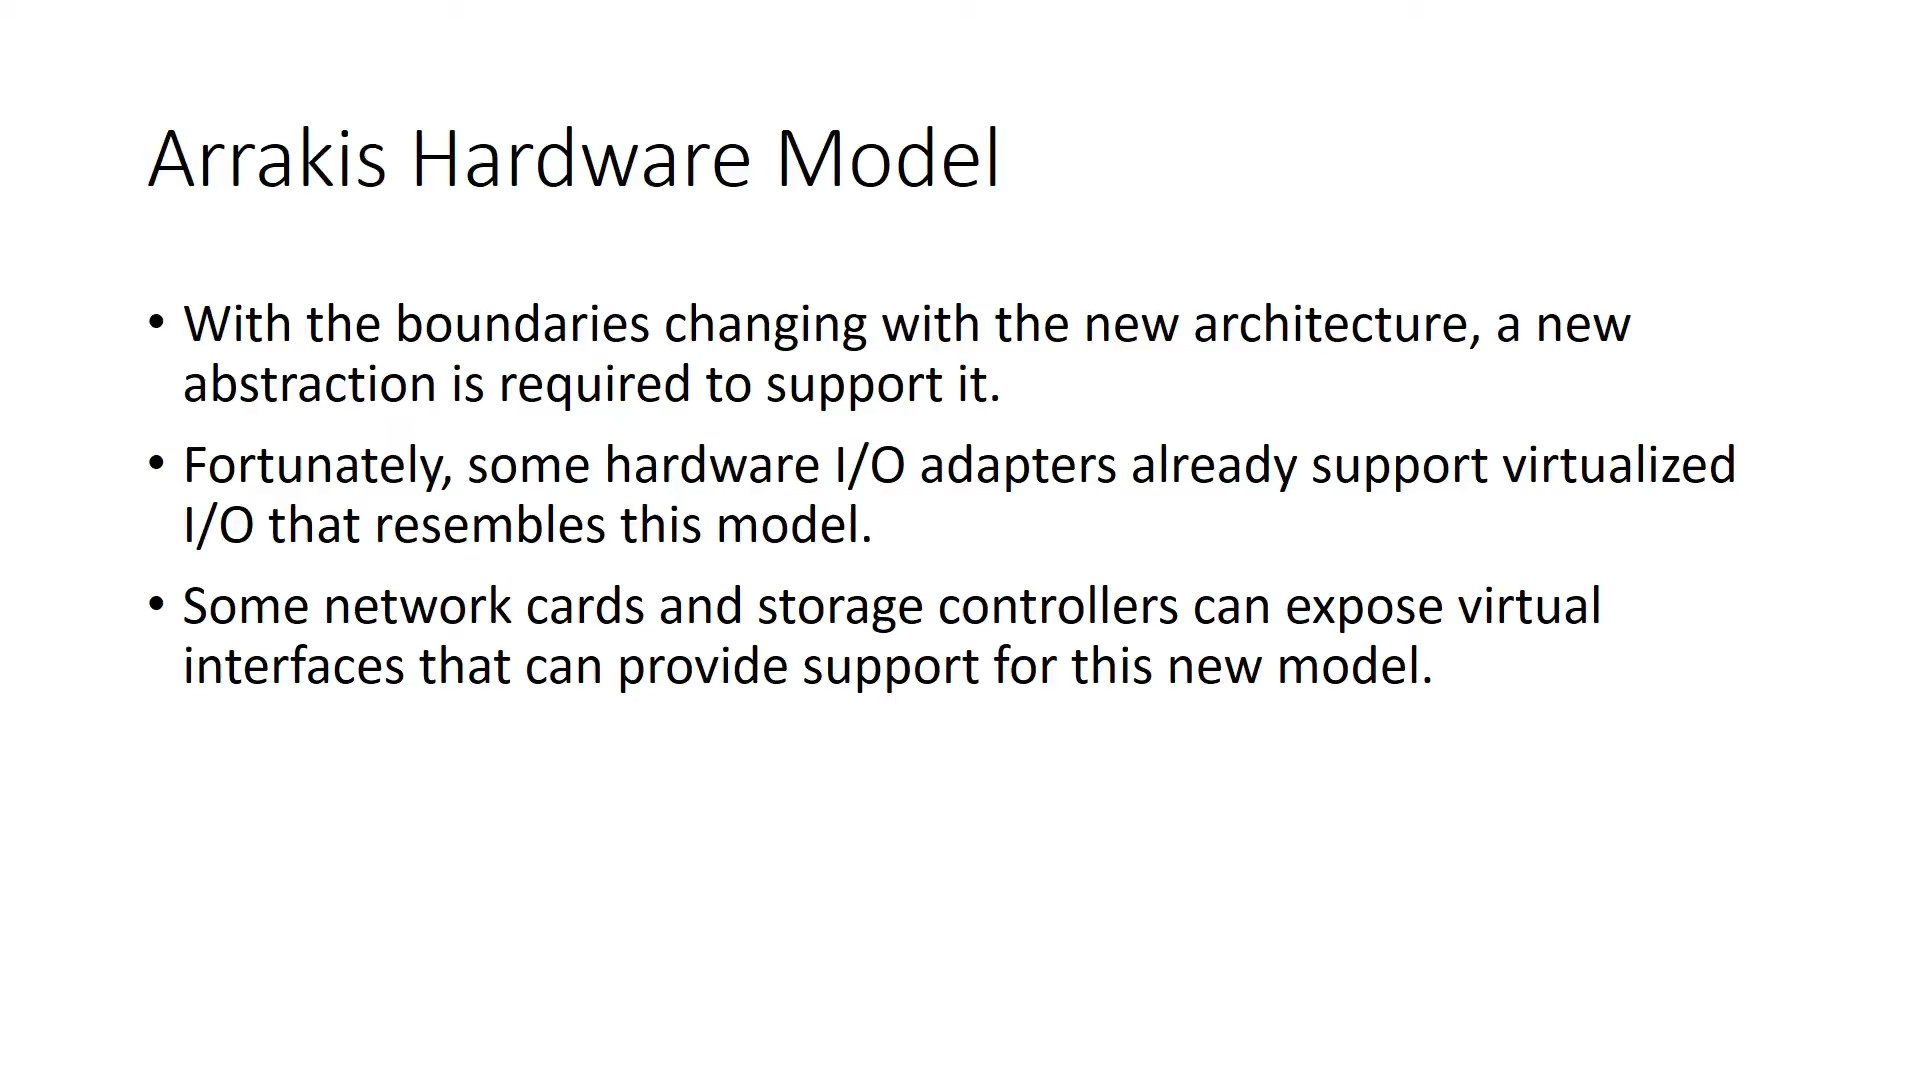 Arrakis Hardware Model
• With the boundaries changing with the new architecture, a new
abstraction is required to support it.
• Fortunately, some hardware I/O adapters already support virtualized
I/O that resembles this model.
• Some network cards and storage controllers can expose virtual
interfaces that can provide support for this new model.